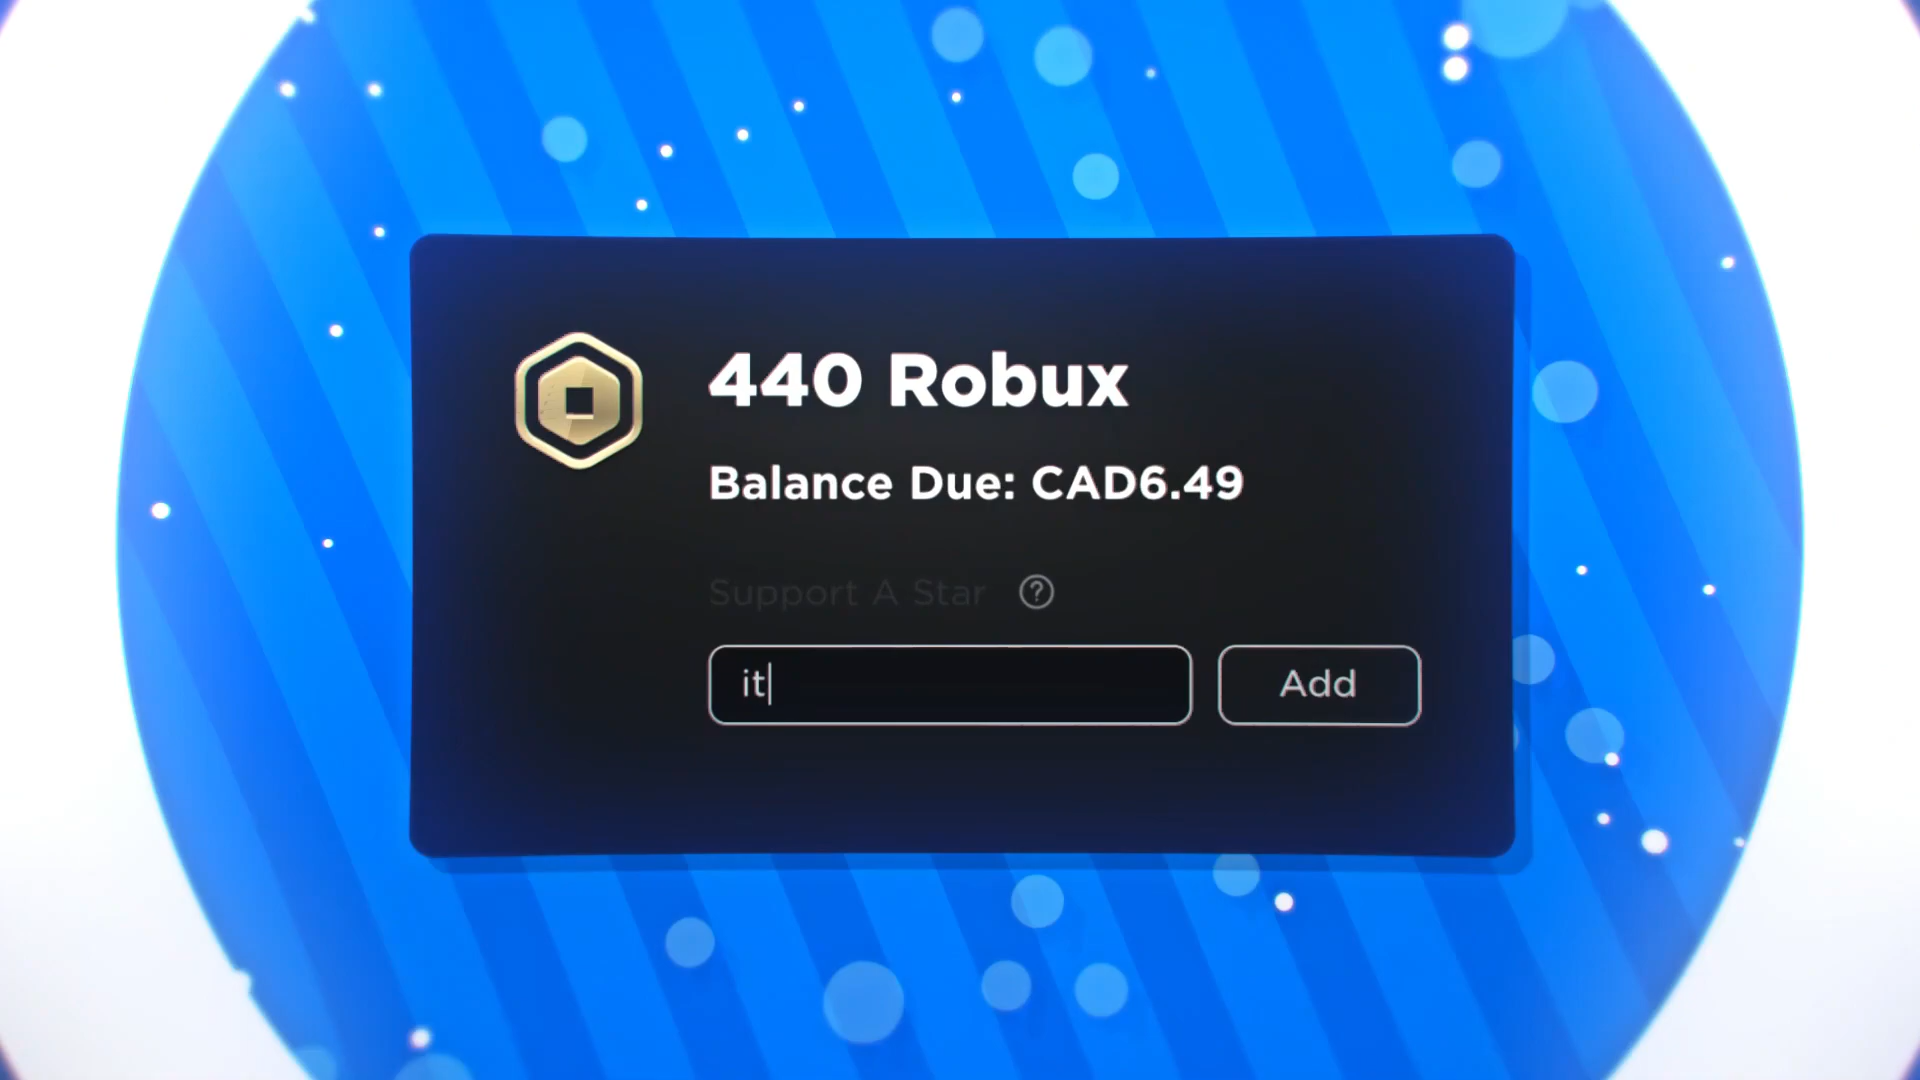 440 Robux
Balance Due: CAD6.49
Support A Star ?
it
Add